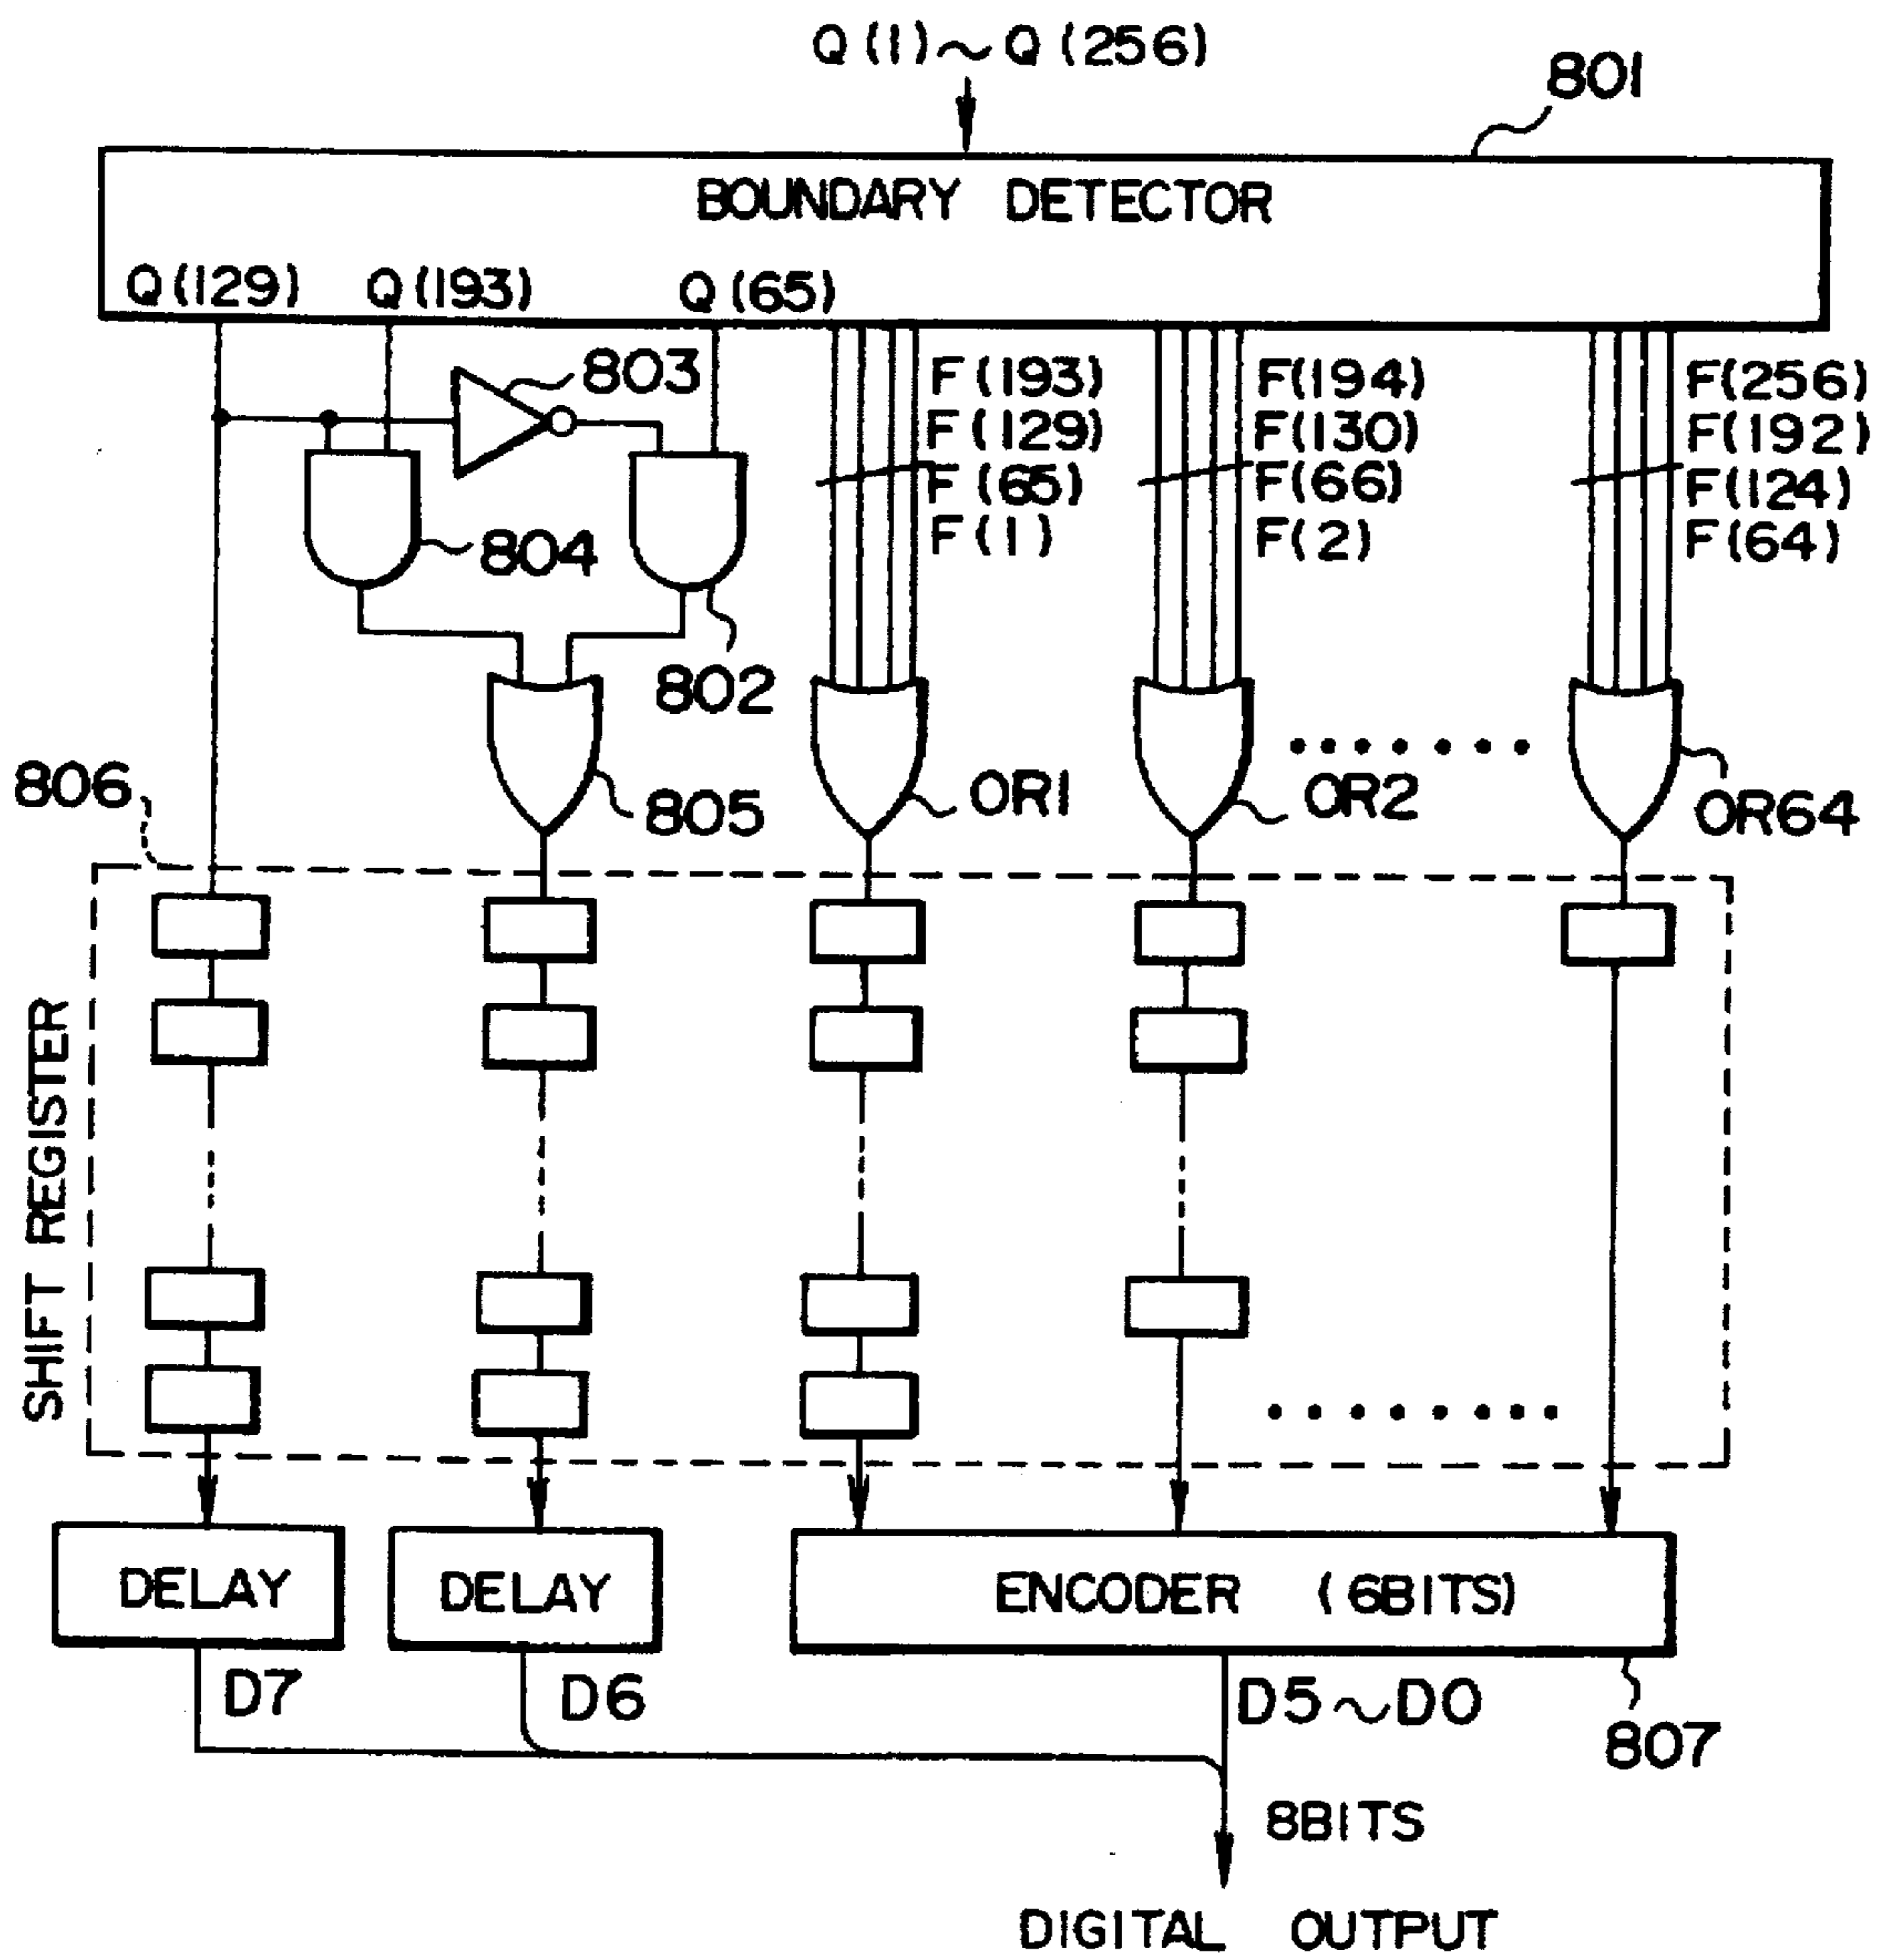 Q(1)～Q(256)
801
BOUNDARY DETECTOR
Q(129) Q(193) Q(65)
803
F(193)
F(129)
F(65)
F(1)
F(194)
F(130)
F(66)
F(2)
F(256)
F(192)
F(124)
F(64)
804
802
805
OR1
OR2
OR64
806
SHIFT REGISTER
DELAY
DELAY
ENCODER (6BITS)
D7
D6
D5～D0
807
8BITS
DIGITAL OUTPUT